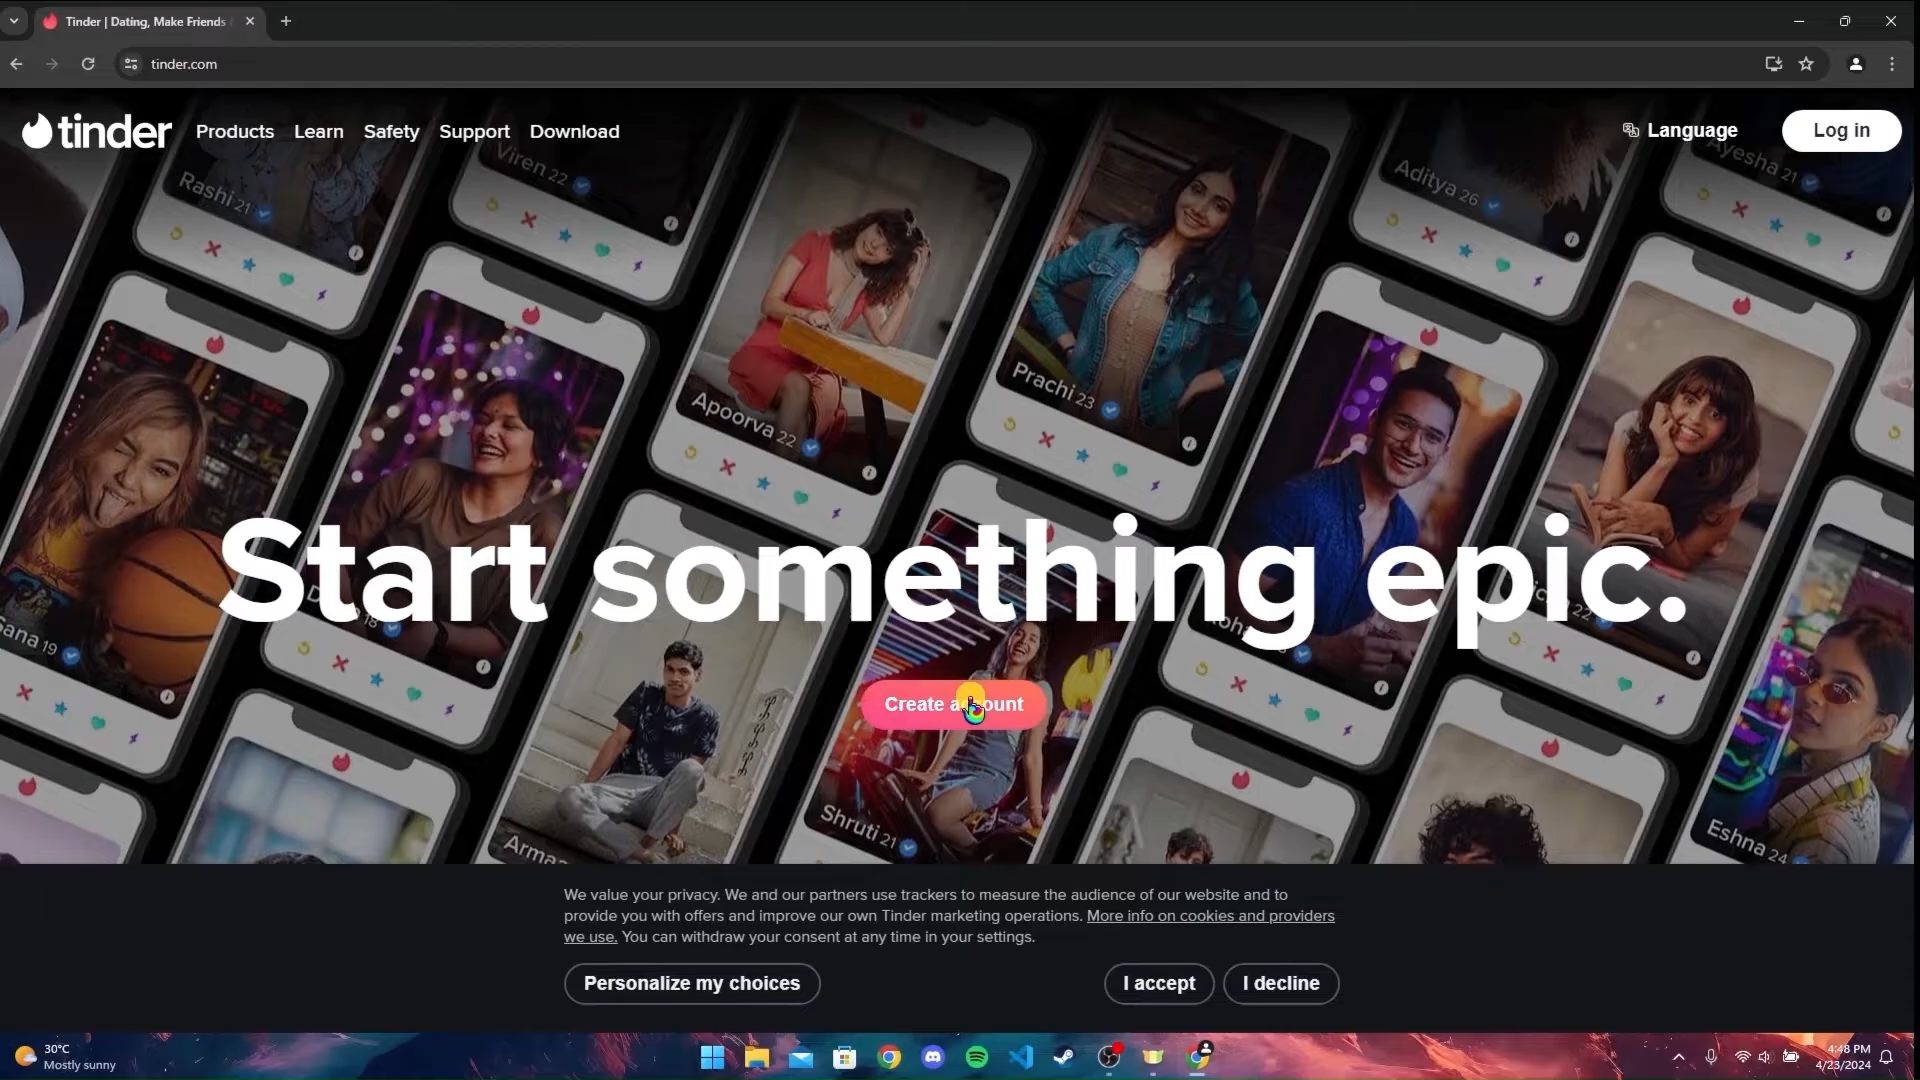 Tinder | Dating, Make Friends
tinder.com
tinder Products Learn Safety Support Download Language Log in
Rashi 21
Viren 22
Aditya 26
Ayesha 21
Apoorva 22
Prachi 23
Start something epic.
Sana 19
18
22
Create account
Shruti 21
Eshna 24
We value your privacy. We and our partners use trackers to measure the audience of our website and to
provide you with offers and improve our own Tinder marketing operations. More info on cookies and providers
we use. You can withdraw your consent at any time in your settings.
Personalize my choices I accept I decline
30°C
Mostly sunny
4:48 PM
4/23/2024